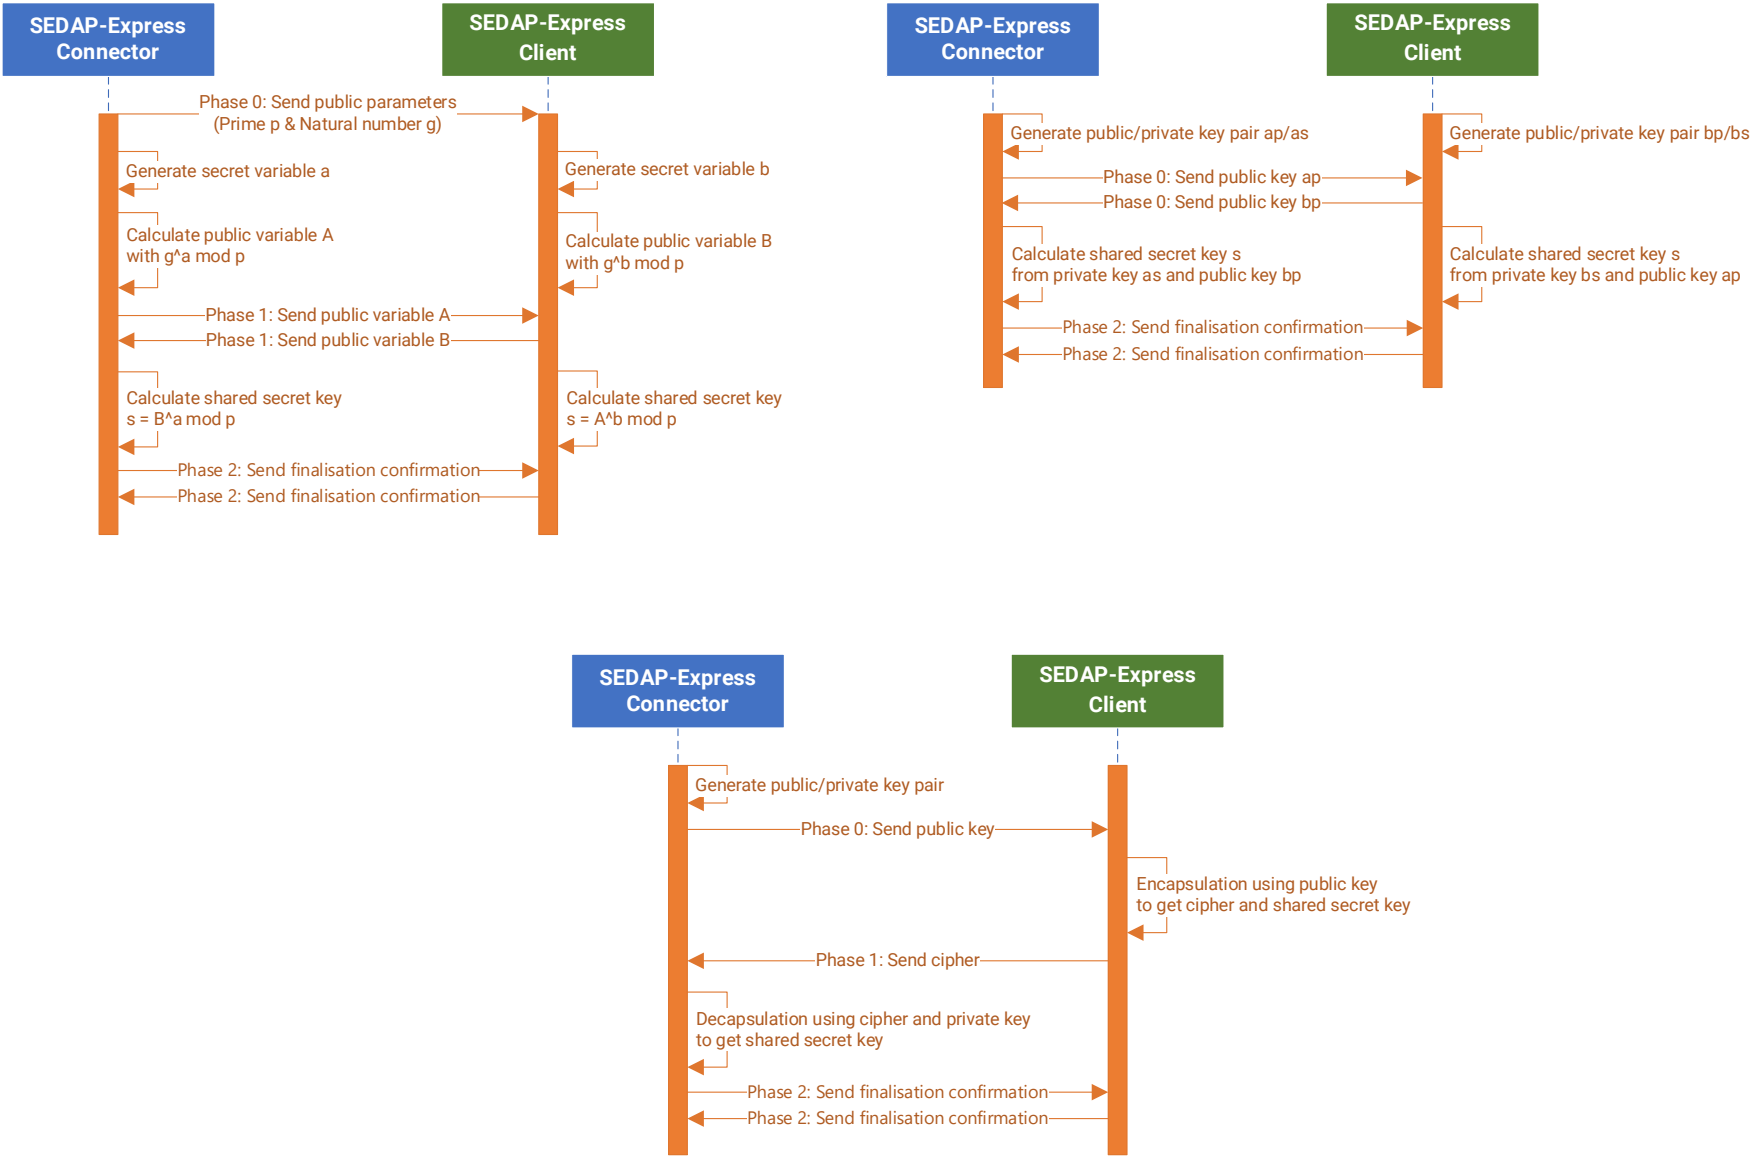 SEDAP-Express
Connector
SEDAP-Express
Client
Phase 0: Send public parameters
(Prime p & Natural number g)
Generate secret variable a
Generate secret variable b
Calculate public variable A
with g^a mod p
Calculate public variable B
with g^b mod p
Phase 1: Send public variable A
Phase 1: Send public variable B
Calculate shared secret key
s = B^a mod p
Calculate shared secret key
s = A^b mod p
Phase 2: Send finalisation confirmation
Phase 2: Send finalisation confirmation
SEDAP-Express
Connector
SEDAP-Express
Client
Generate public/private key pair ap/as
Generate public/private key pair bp/bs
Phase 0: Send public key ap
Phase 0: Send public key bp
Calculate shared secret key s
from private key as and public key bp
Calculate shared secret key s
from private key bs and public key ap
Phase 2: Send finalisation confirmation
Phase 2: Send finalisation confirmation
SEDAP-Express
Connector
SEDAP-Express
Client
Generate public/private key pair
Phase 0: Send public key
Encapsulation using public key
to get cipher and shared secret key
Phase 1: Send cipher
Decapsulation using cipher and private key
to get shared secret key
Phase 2: Send finalisation confirmation
Phase 2: Send finalisation confirmation